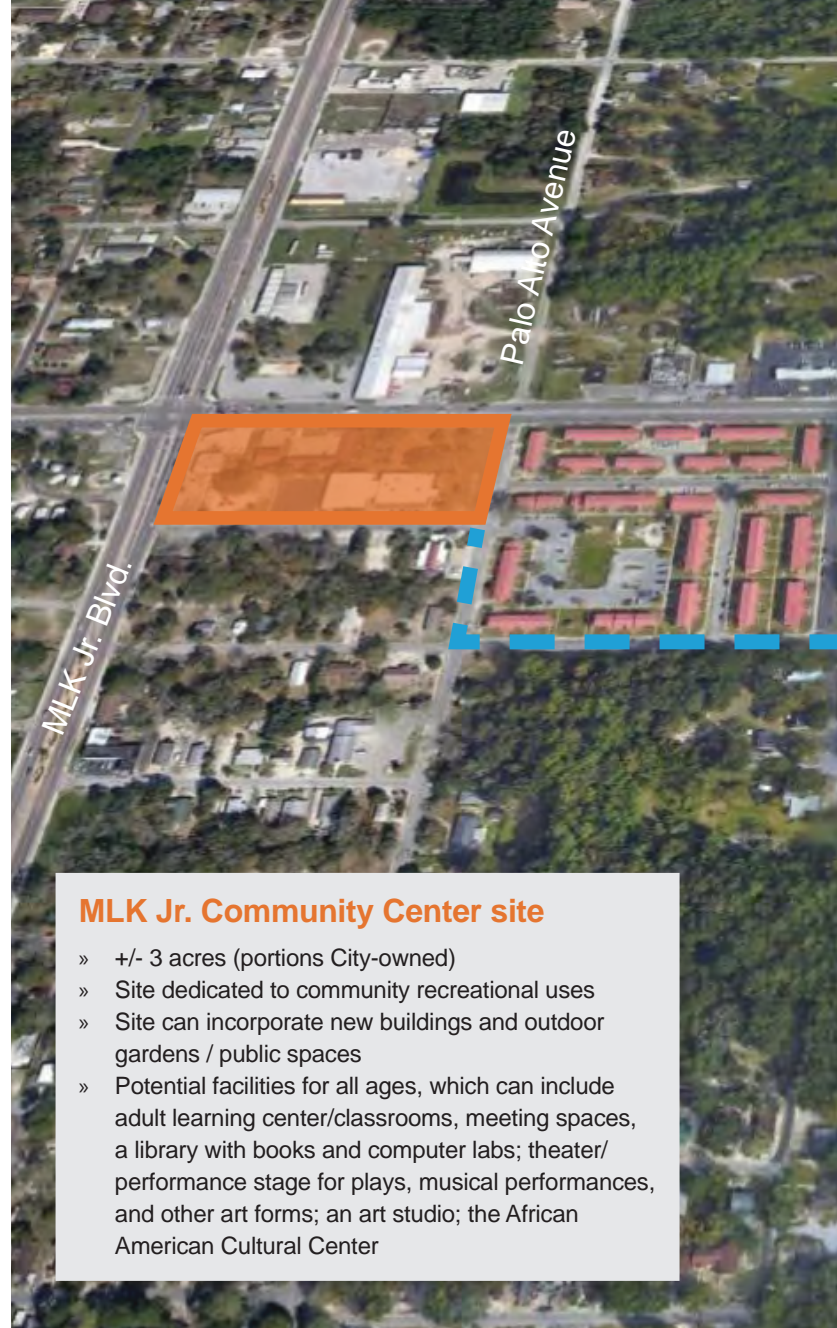 Palo Alto Avenue
MLK Jr. Blvd.
MLK Jr. Community Center site
» +/- 3 acres (portions City-owned)
» Site dedicated to community recreational uses
» Site can incorporate new buildings and outdoor
gardens / public spaces
» Potential facilities for all ages, which can include
adult learning center/classrooms, meeting spaces,
a library with books and computer labs; theater/
performance stage for plays, musical performances,
and other art forms; an art studio; the African
American Cultural Center